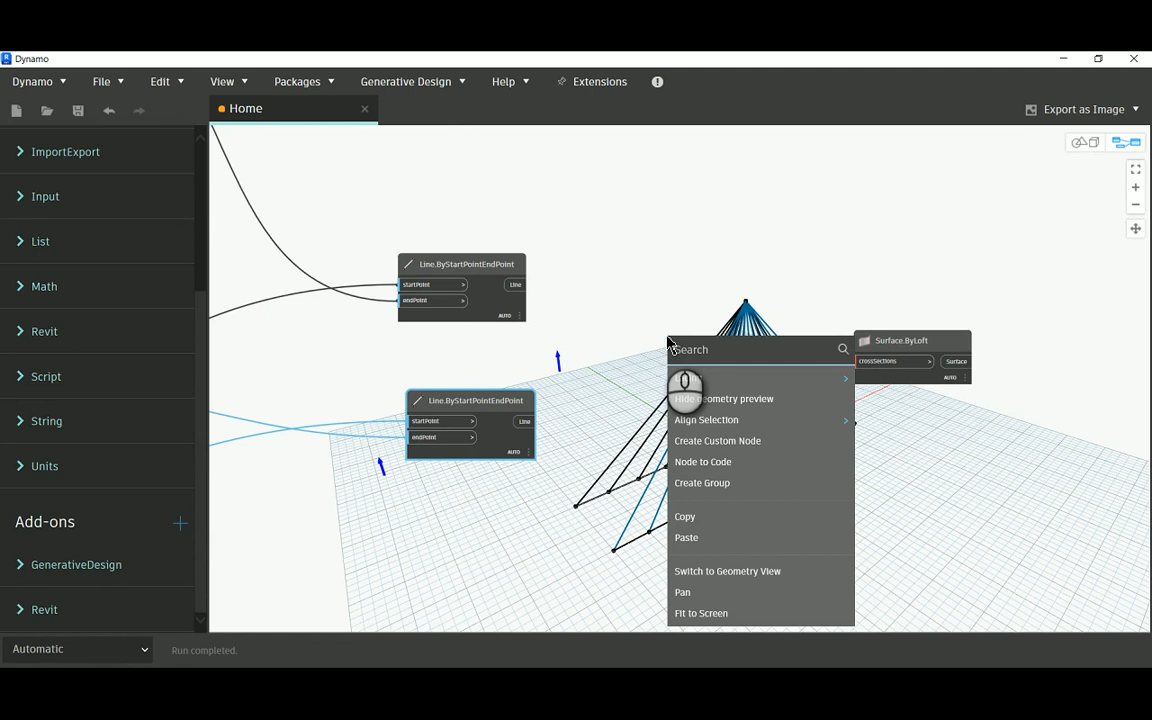 Dynamo
Dynamo File Edit View Packages Generative Design Help Extensions
Home
Export as Image
ImportExport
Input
List
Math
Revit
Script
String
Units
Add-ons
GenerativeDesign
Revit
Line.ByStartPointEndPoint
startPoint > Line
endPoint >
AUTO
Line.ByStartPointEndPoint
startPoint > Line
endPoint >
AUTO
Surface.ByLoft
crossSections > Surface
AUTO
Search
Hide Geometry preview
Align Selection
Create Custom Node
Node to Code
Create Group
Copy
Paste
Switch to Geometry View
Pan
Fit to Screen
Automatic
Run completed.